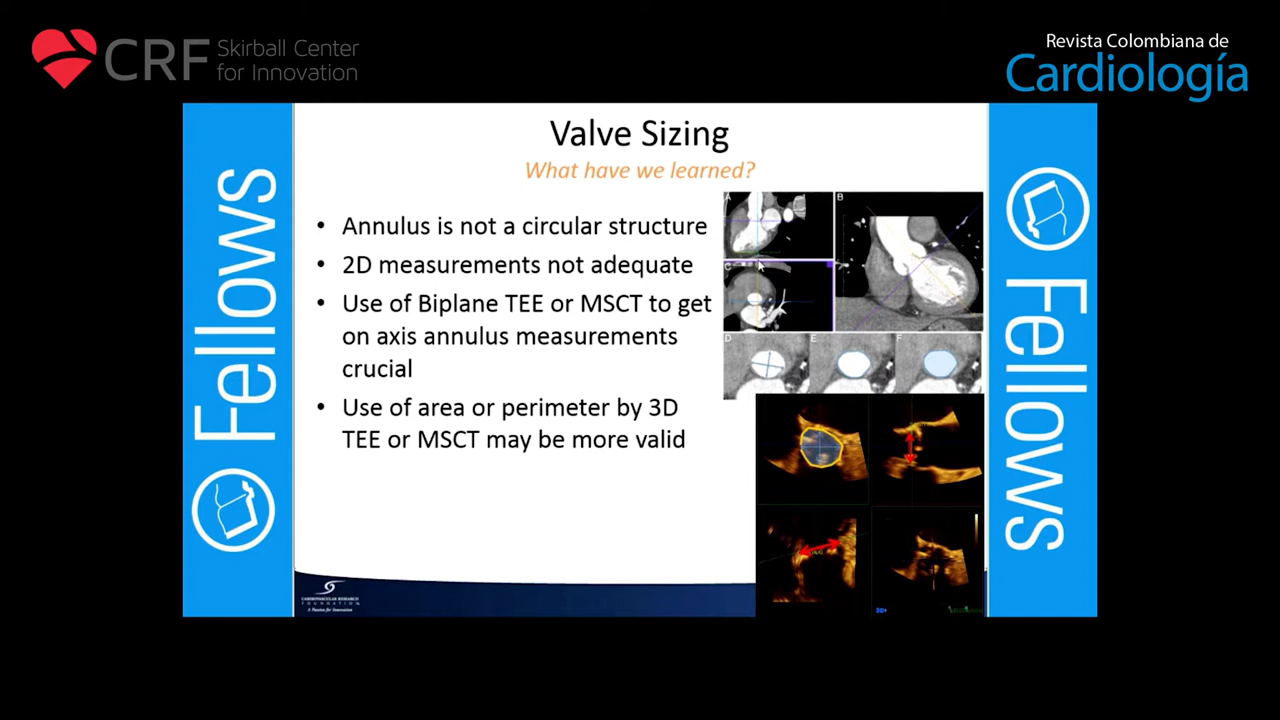 CRF
Skirball Center
for Innovation
Revista Colombiana de
Cardiología
Fellows
Valve Sizing
What have we learned?
• Annulus is not a circular structure
• 2D measurements not adequate
• Use of Biplane TEE or MSCT to get
on axis annulus measurements
crucial
• Use of area or perimeter by 3D
TEE or MSCT may be more valid
A
B
C
D
E
F
CARDIOVASCULAR RESEARCH
FOUNDATION
A Passion for Innovation
Fellows